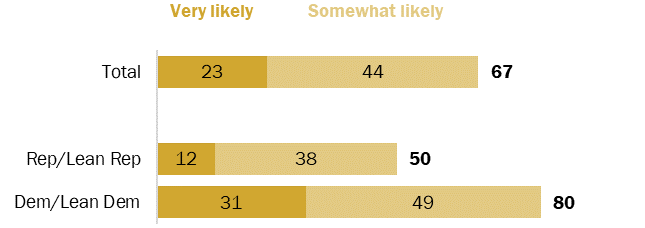 Very likely Somewhat likely
Total 23 44 67
Rep/Lean Rep 12 38 50
Dem/Lean Dem 31 49 80